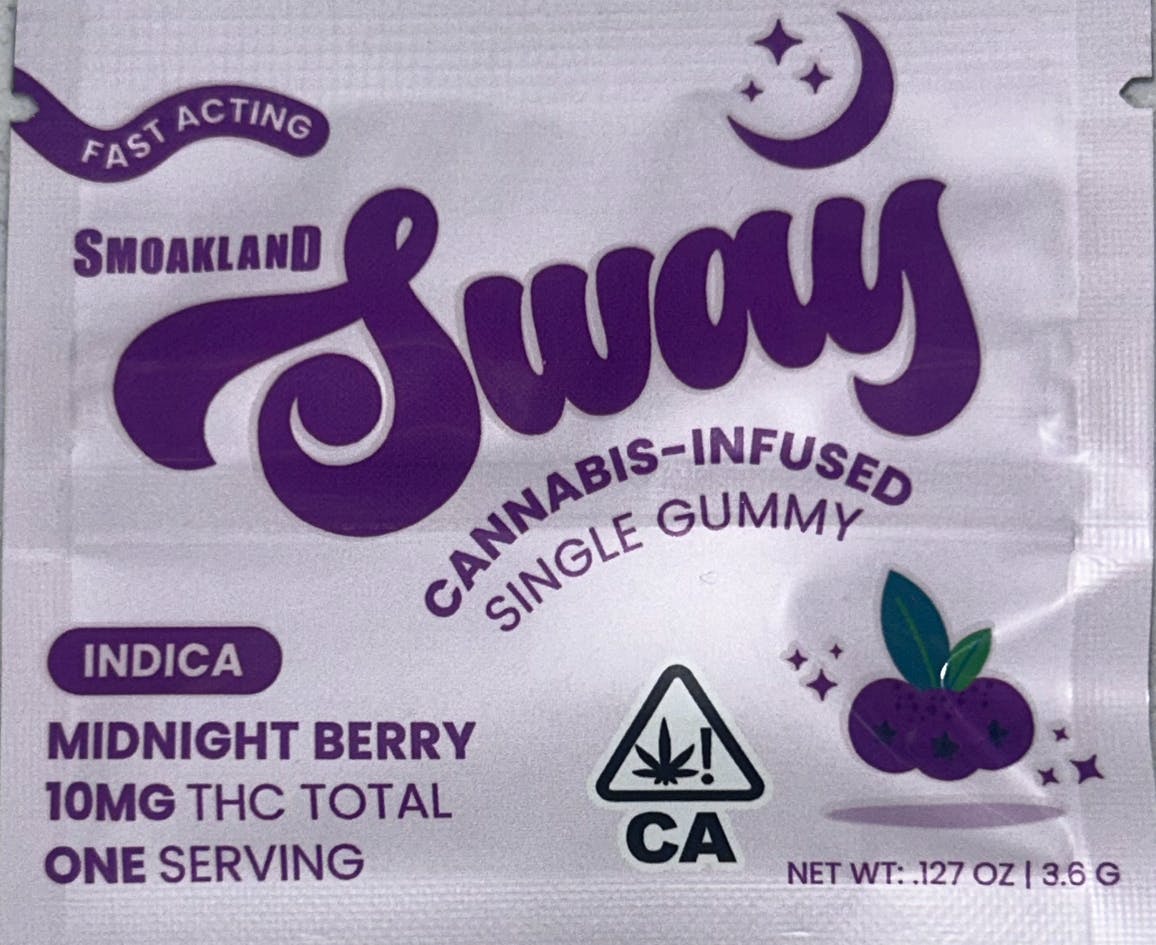 FAST ACTING
SMOAKLAND
Sway
CANNABIS-INFUSED
SINGLE GUMMY
INDICA
MIDNIGHT BERRY
10MG THC TOTAL
ONE SERVING
!
CA
NET WT: .127 OZ | 3.6 G